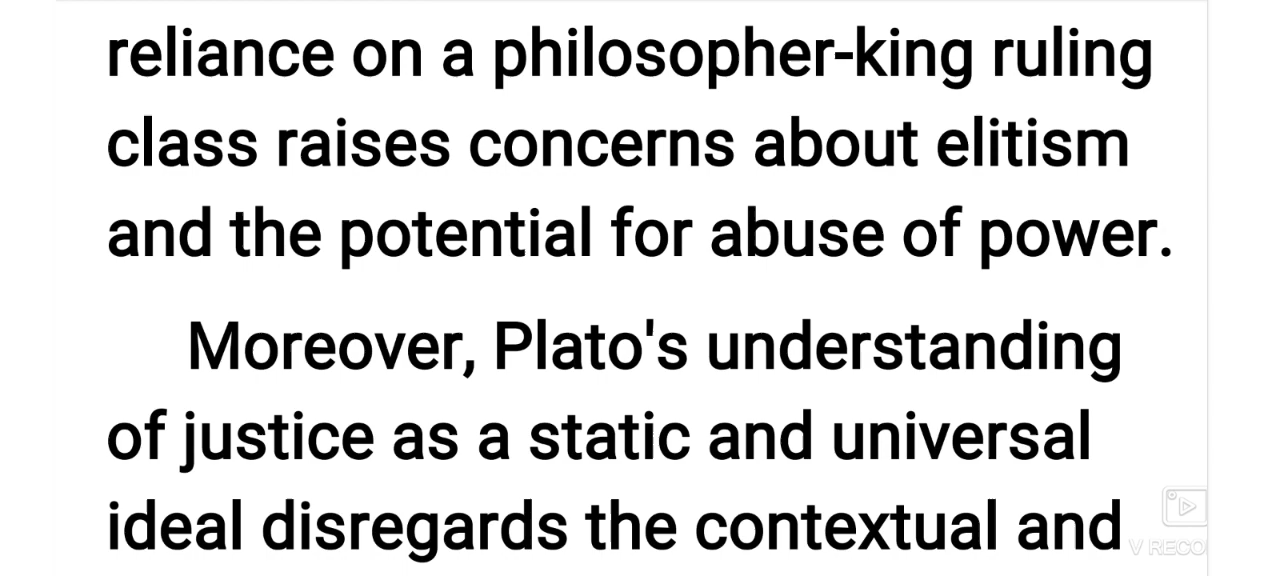 reliance on a philosopher-king ruling
class raises concerns about elitism
and the potential for abuse of power.
Moreover, Plato's understanding
of justice as a static and universal
ideal disregards the contextual and
V RECO